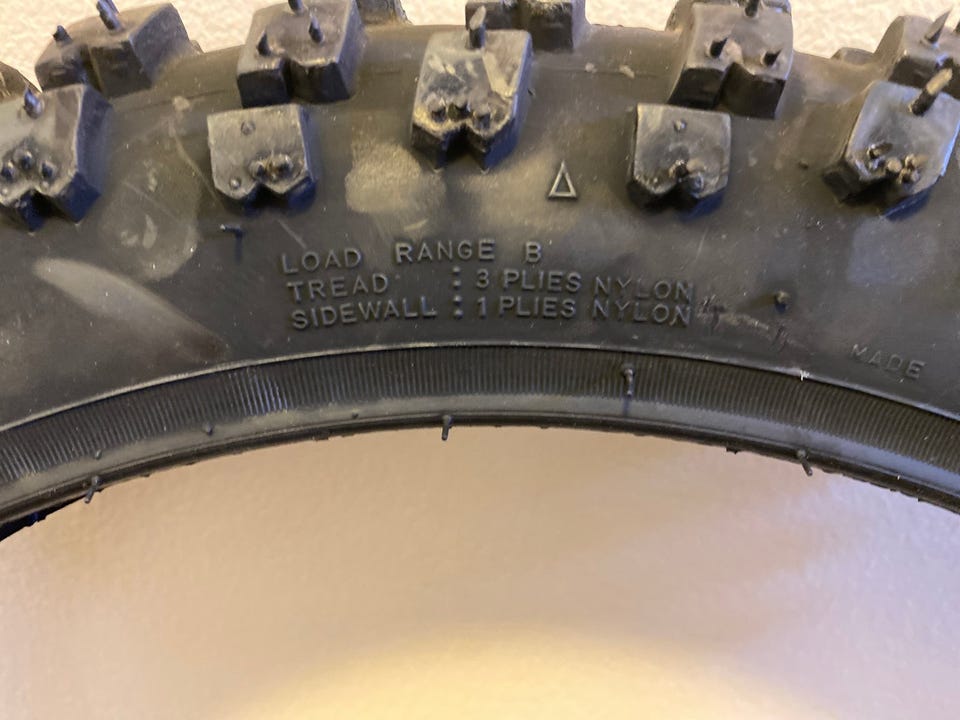 LOAD RANGE B
TREAD : 3 PLIES NYLON
SIDEWALL : 1 PLIES NYLON
MADE